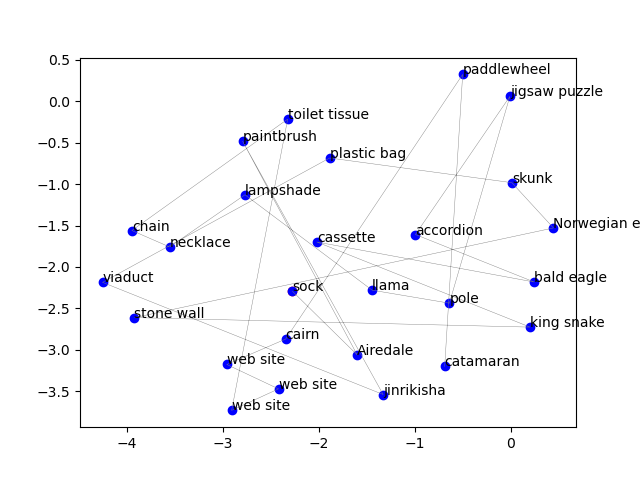 0.5
paddlewheel
0.0
jigsaw puzzle
toilet tissue
−0.5
paintbrush
plastic bag
−1.0
skunk
lampshade
−1.5
chain
necklace
cassette
accordion
Norwegian e
−2.0
viaduct
sock
llama
pole
bald eagle
−2.5
stone wall
king snake
cairn
−3.0
web site
Airedale
catamaran
−3.5
web site
jinrikisha
web site
−4
−3
−2
−1
0